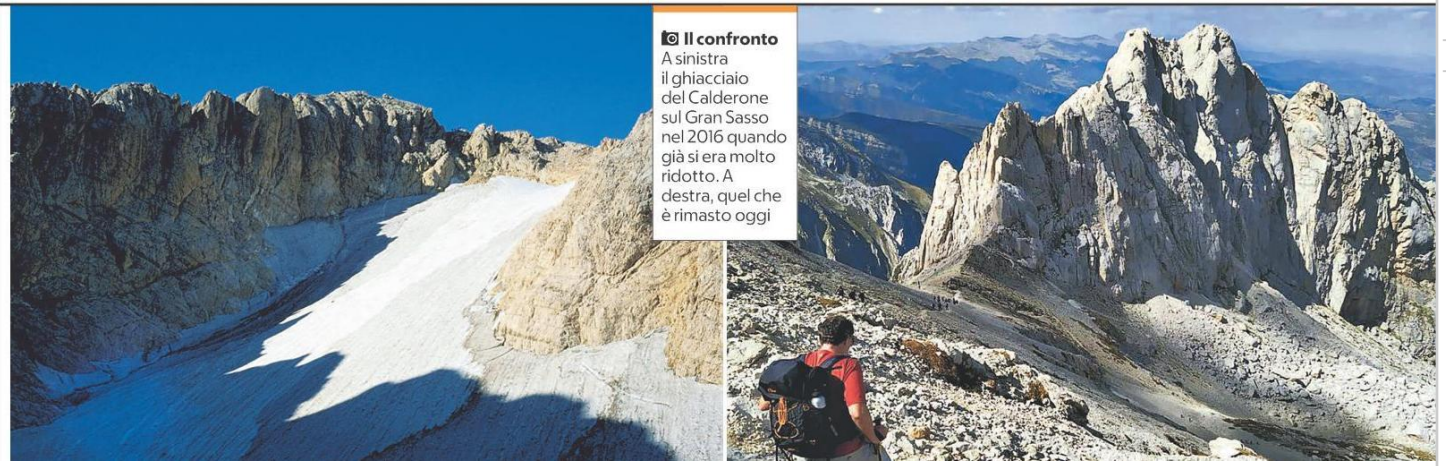 Il confronto
A sinistra
il ghiacciaio
del Calderone
sul Gran Sasso
nel 2016 quando
già si era molto
ridotto. A
destra, quel che
è rimasto oggi